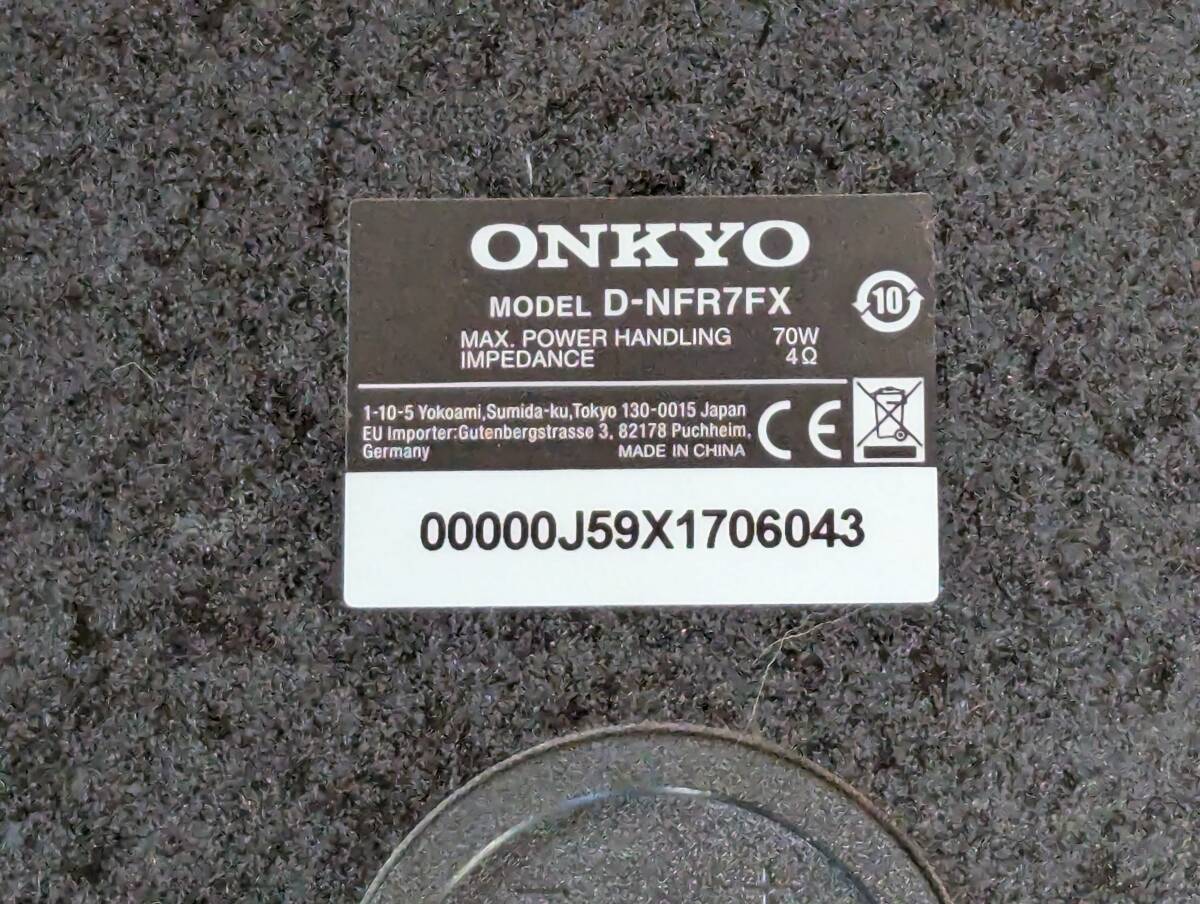 ONKYO
MODEL D-NFR7FX
10
MAX. POWER HANDLING 70W
IMPEDANCE 4Ω
1-10-5 Yokoami,Sumida-ku,Tokyo 130-0015 Japan
EU Importer:Gutenbergstrasse 3, 82178 Puchheim,
Germany MADE IN CHINA
CE
00000J59X1706043